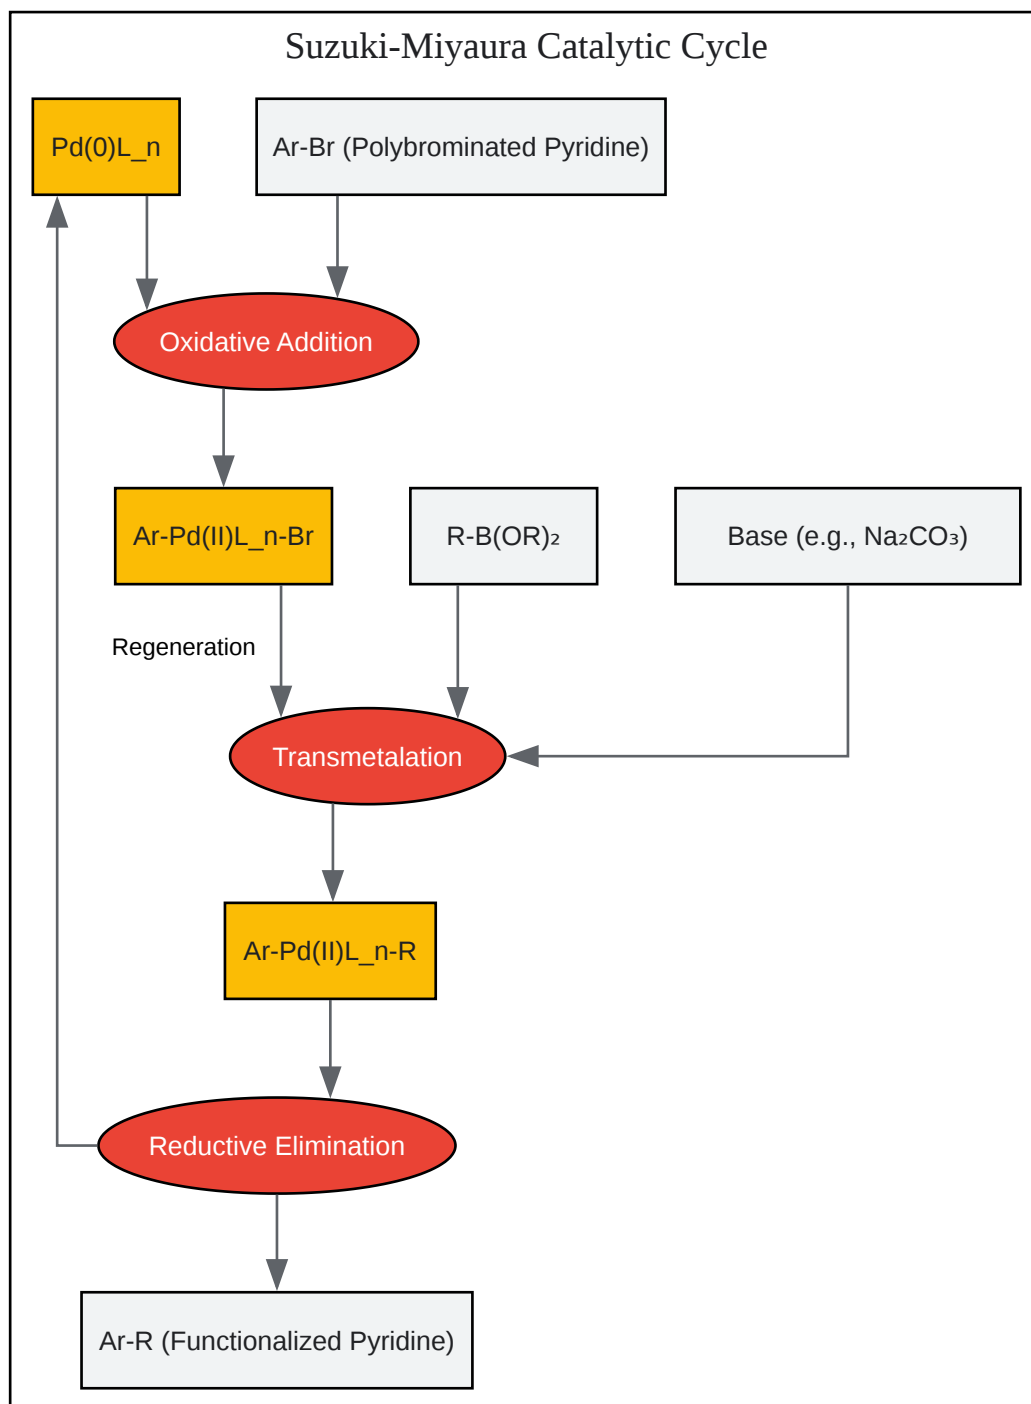 Suzuki-Miyaura Catalytic Cycle
Pd(0)L_n
Ar-Br (Polybrominated Pyridine)
Oxidative Addition
Ar-Pd(II)L_n-Br
R-B(OR)₂
Base (e.g., Na₂CO₃)
Regeneration
Transmetalation
Ar-Pd(II)L_n-R
Reductive Elimination
Ar-R (Functionalized Pyridine)